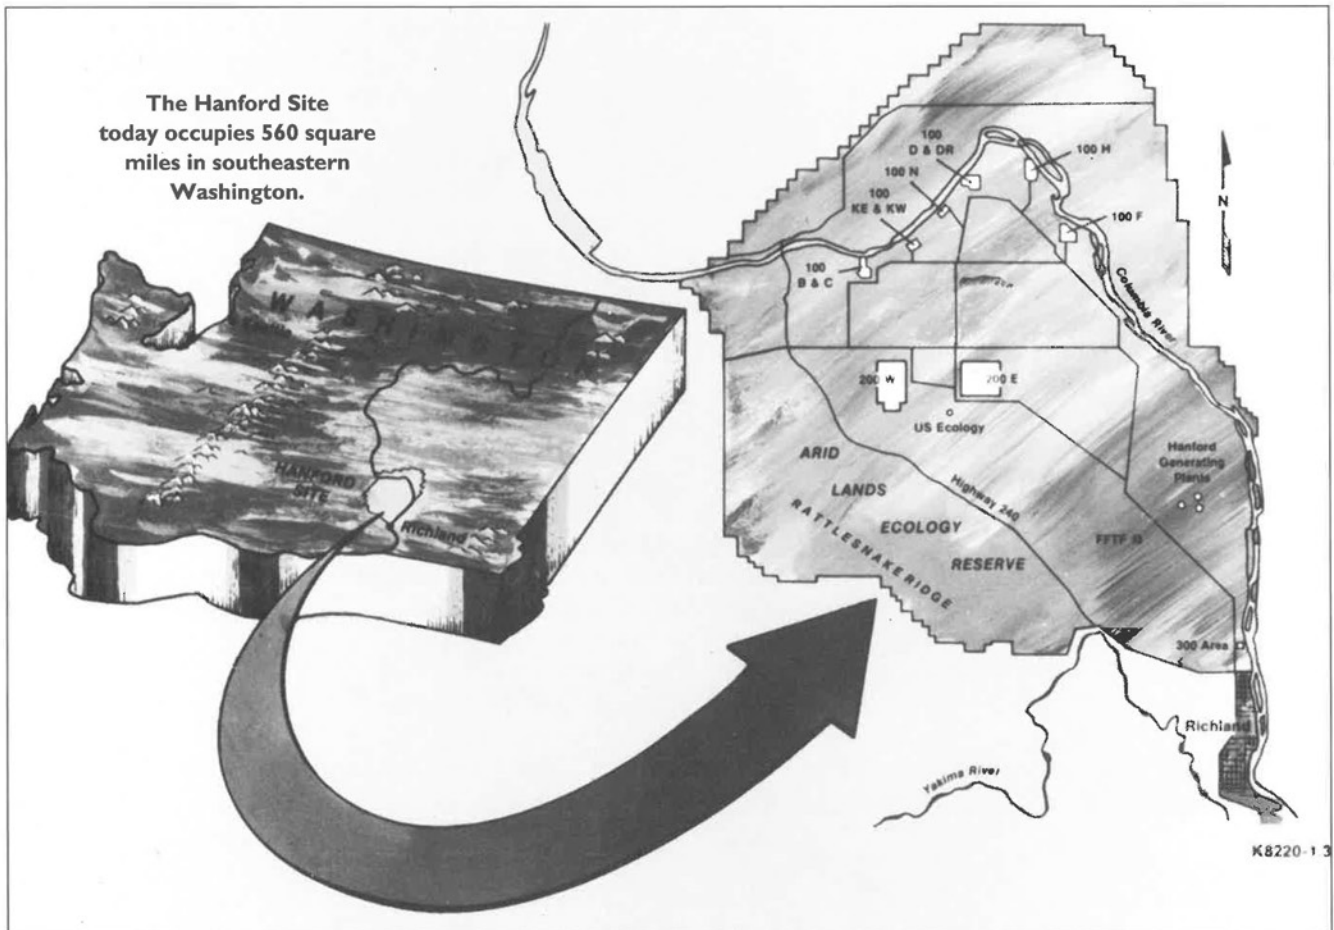 The Hanford Site
today occupies 560 square
miles in southeastern
Washington.
WASHINGTON
HANFORD
SITE
Richland
100
D & DR
100 H
100 N
100
KE & KW
100 F
N
100
B & C
Columbia River
200 W
200 E
US Ecology
Hanford
Generating
Plants
ARID
LANDS
ECOLOGY
RESERVE
Highway 240
RATTLESNAKE RIDGE
FFTF
300 Area
Richland
Yakima River
K8220-1 3